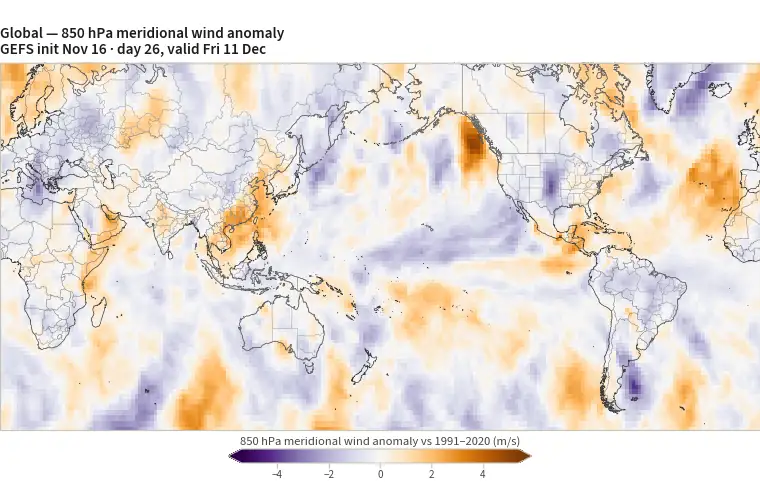 Global — 850 hPa meridional wind anomaly
GEFS init Nov 16 · day 26, valid Fri 11 Dec
850 hPa meridional wind anomaly vs 1991–2020 (m/s)
−4 −2 0 2 4